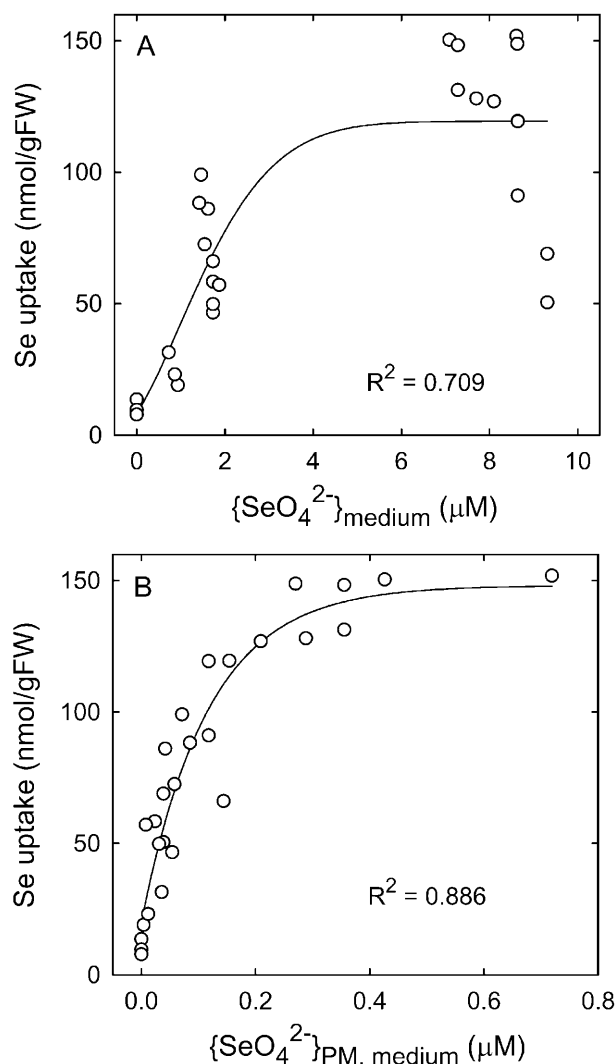 A
150
100
50
0
Se uptake (nmol/gFW)
R² = 0.709
0 2 4 6 8 10
{SeO₄²⁻}medium (μM)
B
150
100
50
0
Se uptake (nmol/gFW)
R² = 0.886
0.0 0.2 0.4 0.6 0.8
{SeO₄²⁻}PM, medium (μM)